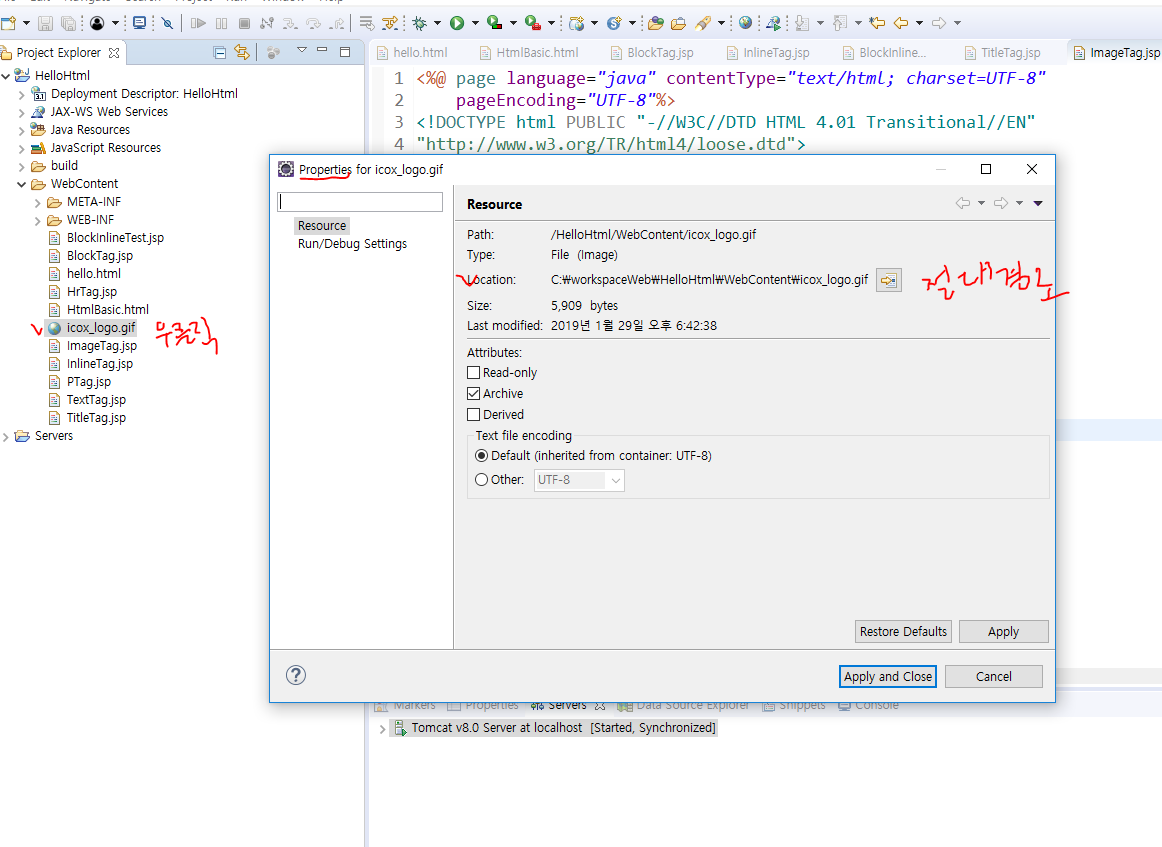 Project Explorer
hello.html HtmlBasic.html BlockTag.jsp InlineTag.jsp BlockInline... TitleTag.jsp ImageTag.jsp
HelloHtml
Deployment Descriptor: HelloHtml
JAX-WS Web Services
Java Resources
JavaScript Resources
build
WebContent
META-INF
WEB-INF
BlockInlineTest.jsp
BlockTag.jsp
hello.html
HrTag.jsp
HtmlBasic.html
icox_logo.gif 우클릭
ImageTag.jsp
InlineTag.jsp
PTag.jsp
TextTag.jsp
TitleTag.jsp
Servers
1 <%@ page language="java" contentType="text/html; charset=UTF-8"
2 pageEncoding="UTF-8"%>
3 <!DOCTYPE html PUBLIC "-//W3C//DTD HTML 4.01 Transitional//EN"
4 "http://www.w3.org/TR/html4/loose.dtd">
Properties for icox_logo.gif
Resource
Run/Debug Settings
Resource
Path: /HelloHtml/WebContent/icox_logo.gif
Type: File (Image)
Location: C:₩workspaceWeb₩HelloHtml₩WebContent₩icox_logo.gif 절대경로
Size: 5,909 bytes
Last modified: 2019년 1월 29일 오후 6:42:38
Attributes:
Read-only
Archive
Derived
Text file encoding
Default (inherited from container: UTF-8)
Other: UTF-8
Restore Defaults Apply
Apply and Close Cancel
Markers Properties Servers Data Source Explorer Snippets Console
Tomcat v8.0 Server at localhost [Started, Synchronized]